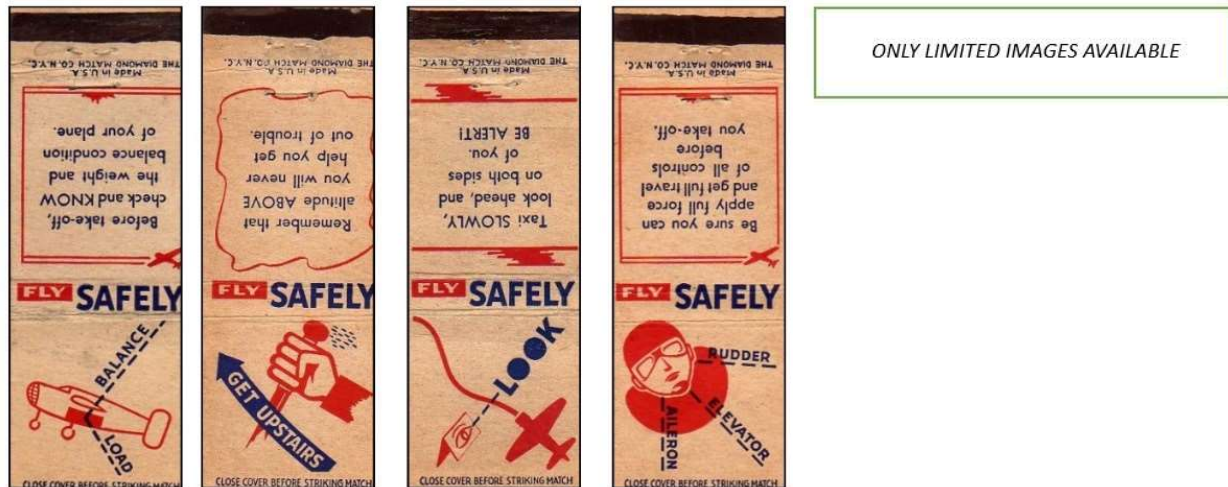 THE DIAMOND MATCH CO. N.Y.C.
Made in U.S.A.
Before take-off,
check and KNOW
the weight and
balance condition
of your plane.
FLY SAFELY
BALANCE
LOAD
CLOSE COVER BEFORE STRIKING MATCH
THE DIAMOND MATCH CO. N.Y.C.
Made in U.S.A.
Remember that
altitude ABOVE
you will never
help you get
out of trouble.
FLY SAFELY
GET UPSTAIRS
CLOSE COVER BEFORE STRIKING MATCH
THE DIAMOND MATCH CO. N.Y.C.
Made in U.S.A.
Taxi SLOWLY,
look ahead, and
on both sides
of you.
BE ALERT!
FLY SAFELY
LOOK
CLOSE COVER BEFORE STRIKING MATCH
THE DIAMOND MATCH CO. N.Y.C.
Made in U.S.A.
Be sure you can
apply full force
and get full travel
of all controls
before
you take-off.
FLY SAFELY
RUDDER
ELEVATOR
AILERON
CLOSE COVER BEFORE STRIKING MATCH
ONLY LIMITED IMAGES AVAILABLE